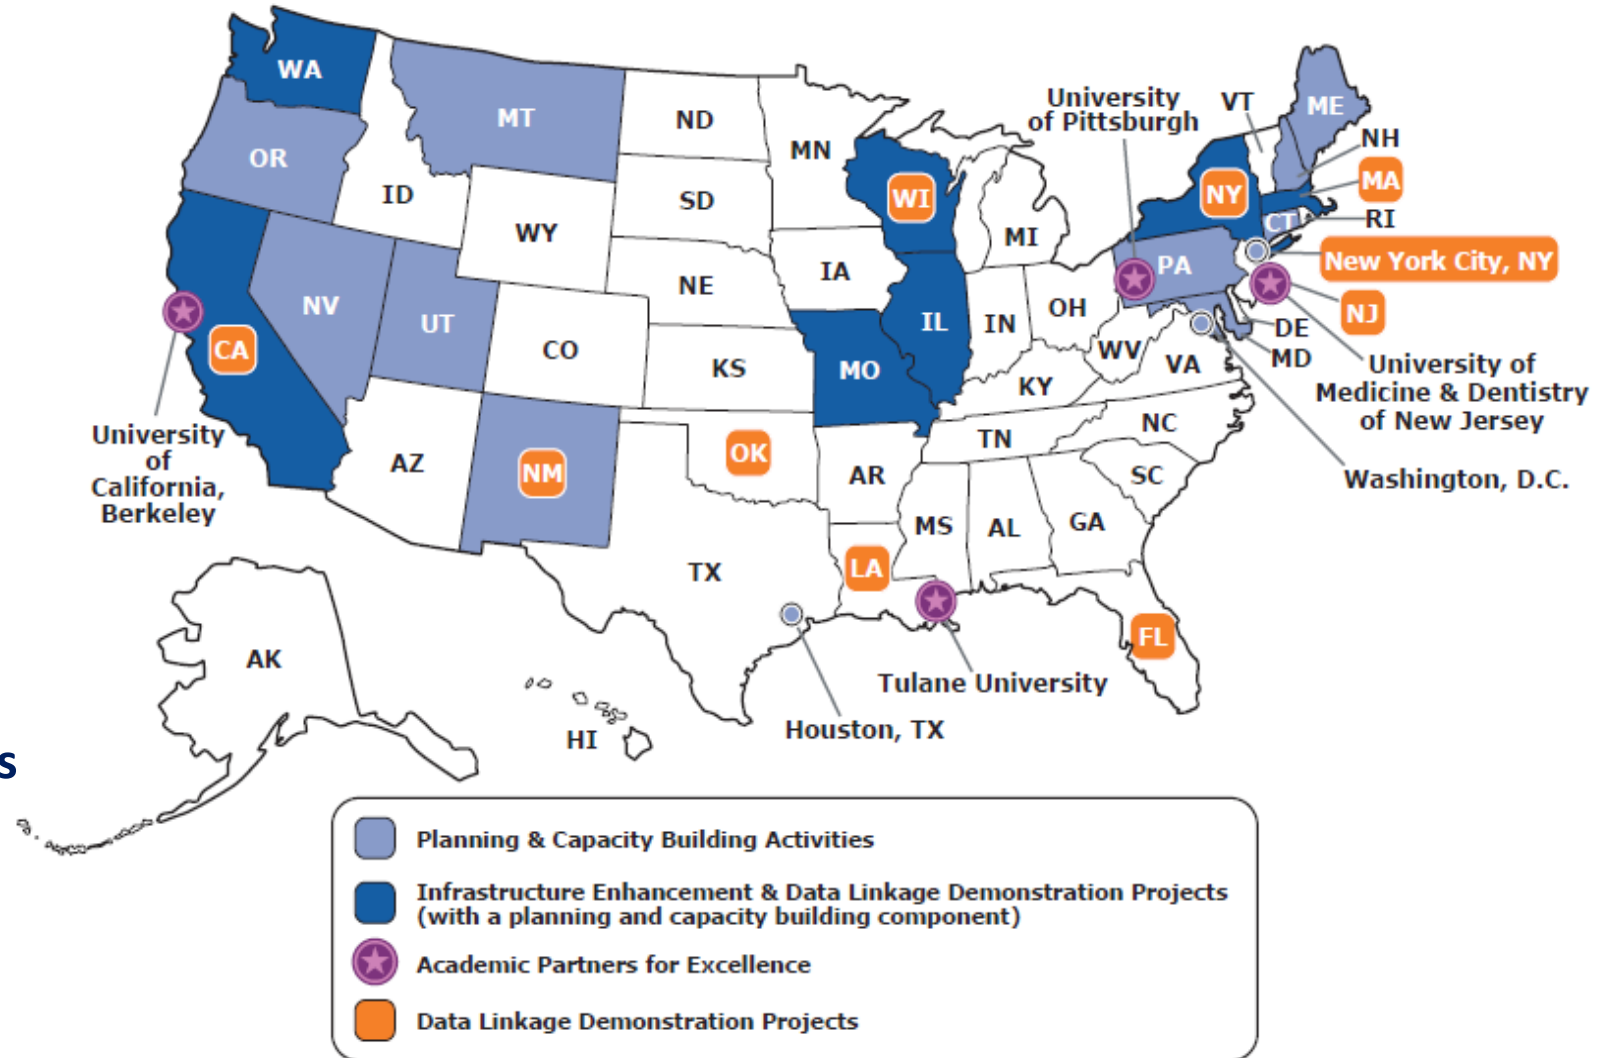 WA
MT
ND
MN
OR
ID
SD
WI
WY
MI
University
of Pittsburgh
VT
ME
NH
NY
MA
CT
RI
New York City, NY
PA
NJ
IA
NE
NV
UT
CO
CA
IL
IN
OH
DE
MD
WV
VA
KY
KS
MO
University of
Medicine & Dentistry
of New Jersey
University
of
California,
Berkeley
AZ
NM
OK
AR
TN
NC
SC
Washington, D.C.
MS
AL
GA
TX
LA
FL
Tulane University
Houston, TX
AK
HI
s
Planning & Capacity Building Activities
Infrastructure Enhancement & Data Linkage Demonstration Projects
(with a planning and capacity building component)
Academic Partners for Excellence
Data Linkage Demonstration Projects